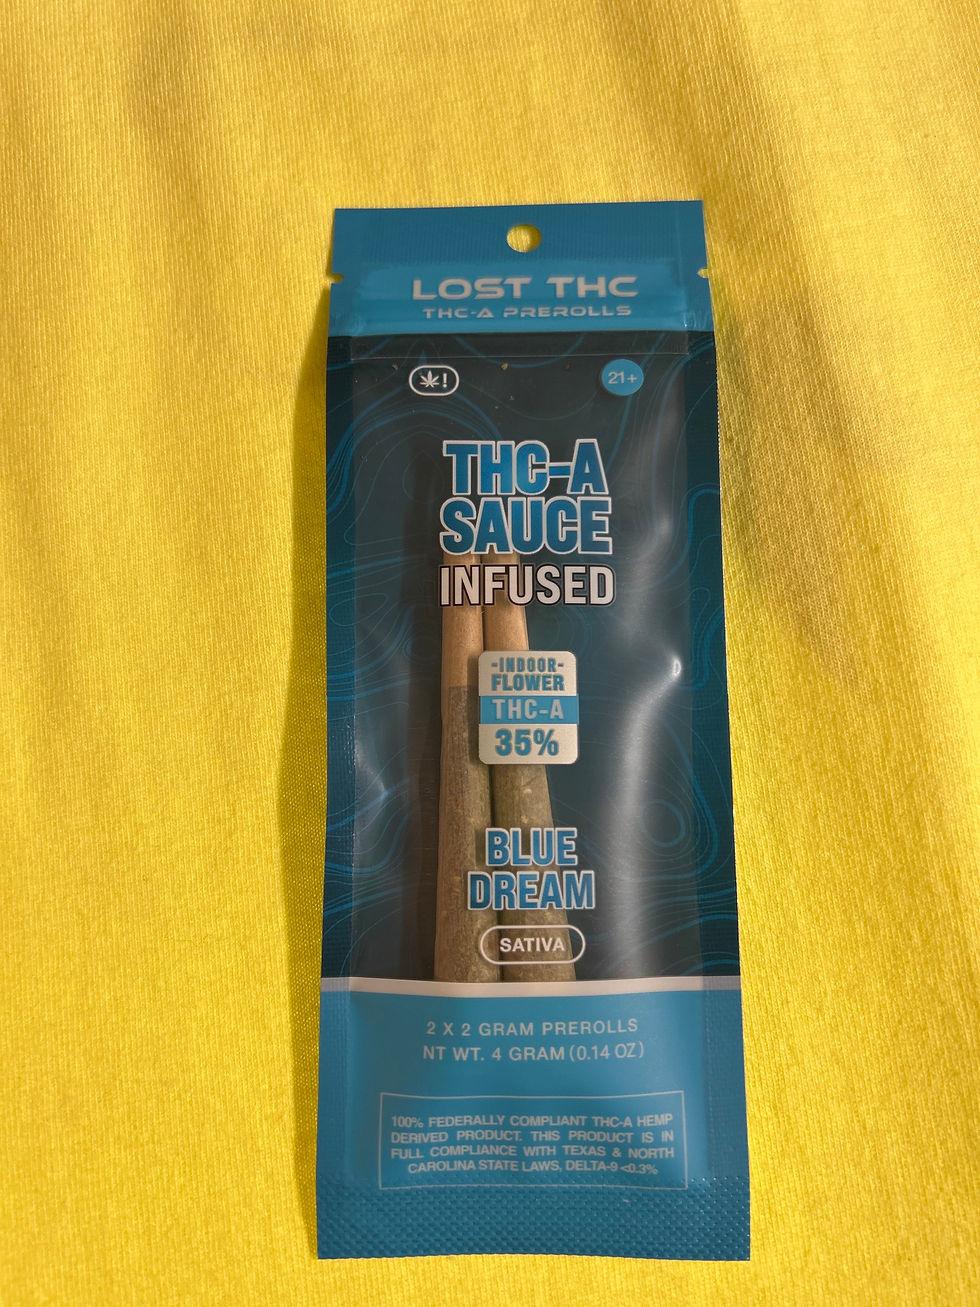 LOST THC
THC-A PREROLLS
!
21+
THC-A
SAUCE
INFUSED
-INDOOR-
FLOWER
THC-A
35%
BLUE
DREAM
SATIVA
2 X 2 GRAM PREROLLS
NT WT. 4 GRAM (0.14 OZ)
100% FEDERALLY COMPLIANT THC-A HEMP
DERIVED PRODUCT. THIS PRODUCT IS IN
FULL COMPLIANCE WITH TEXAS & NORTH
CAROLINA STATE LAWS, DELTA-9 <0.3%